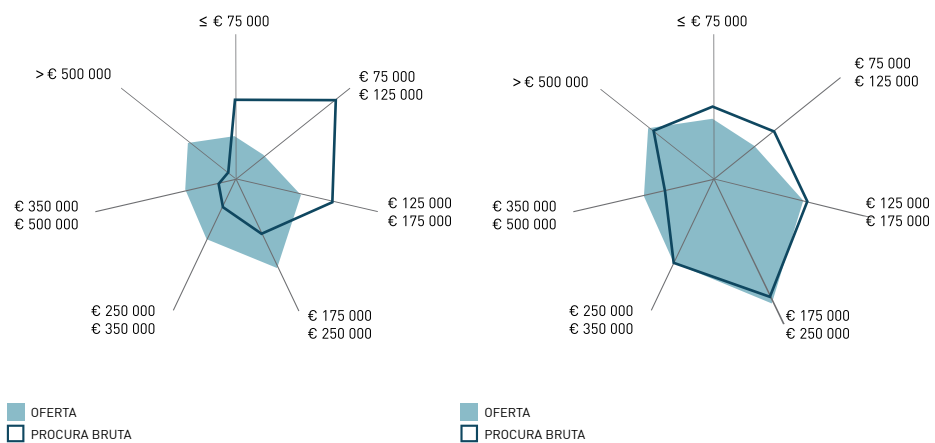 ≤ € 75 000
> € 500 000
€ 75 000
€ 125 000
€ 350 000
€ 500 000
€ 125 000
€ 175 000
€ 250 000
€ 350 000
€ 175 000
€ 250 000
OFERTA
PROCURA BRUTA
≤ € 75 000
> € 500 000
€ 75 000
€ 125 000
€ 350 000
€ 500 000
€ 125 000
€ 175 000
€ 250 000
€ 350 000
€ 175 000
€ 250 000
OFERTA
PROCURA BRUTA